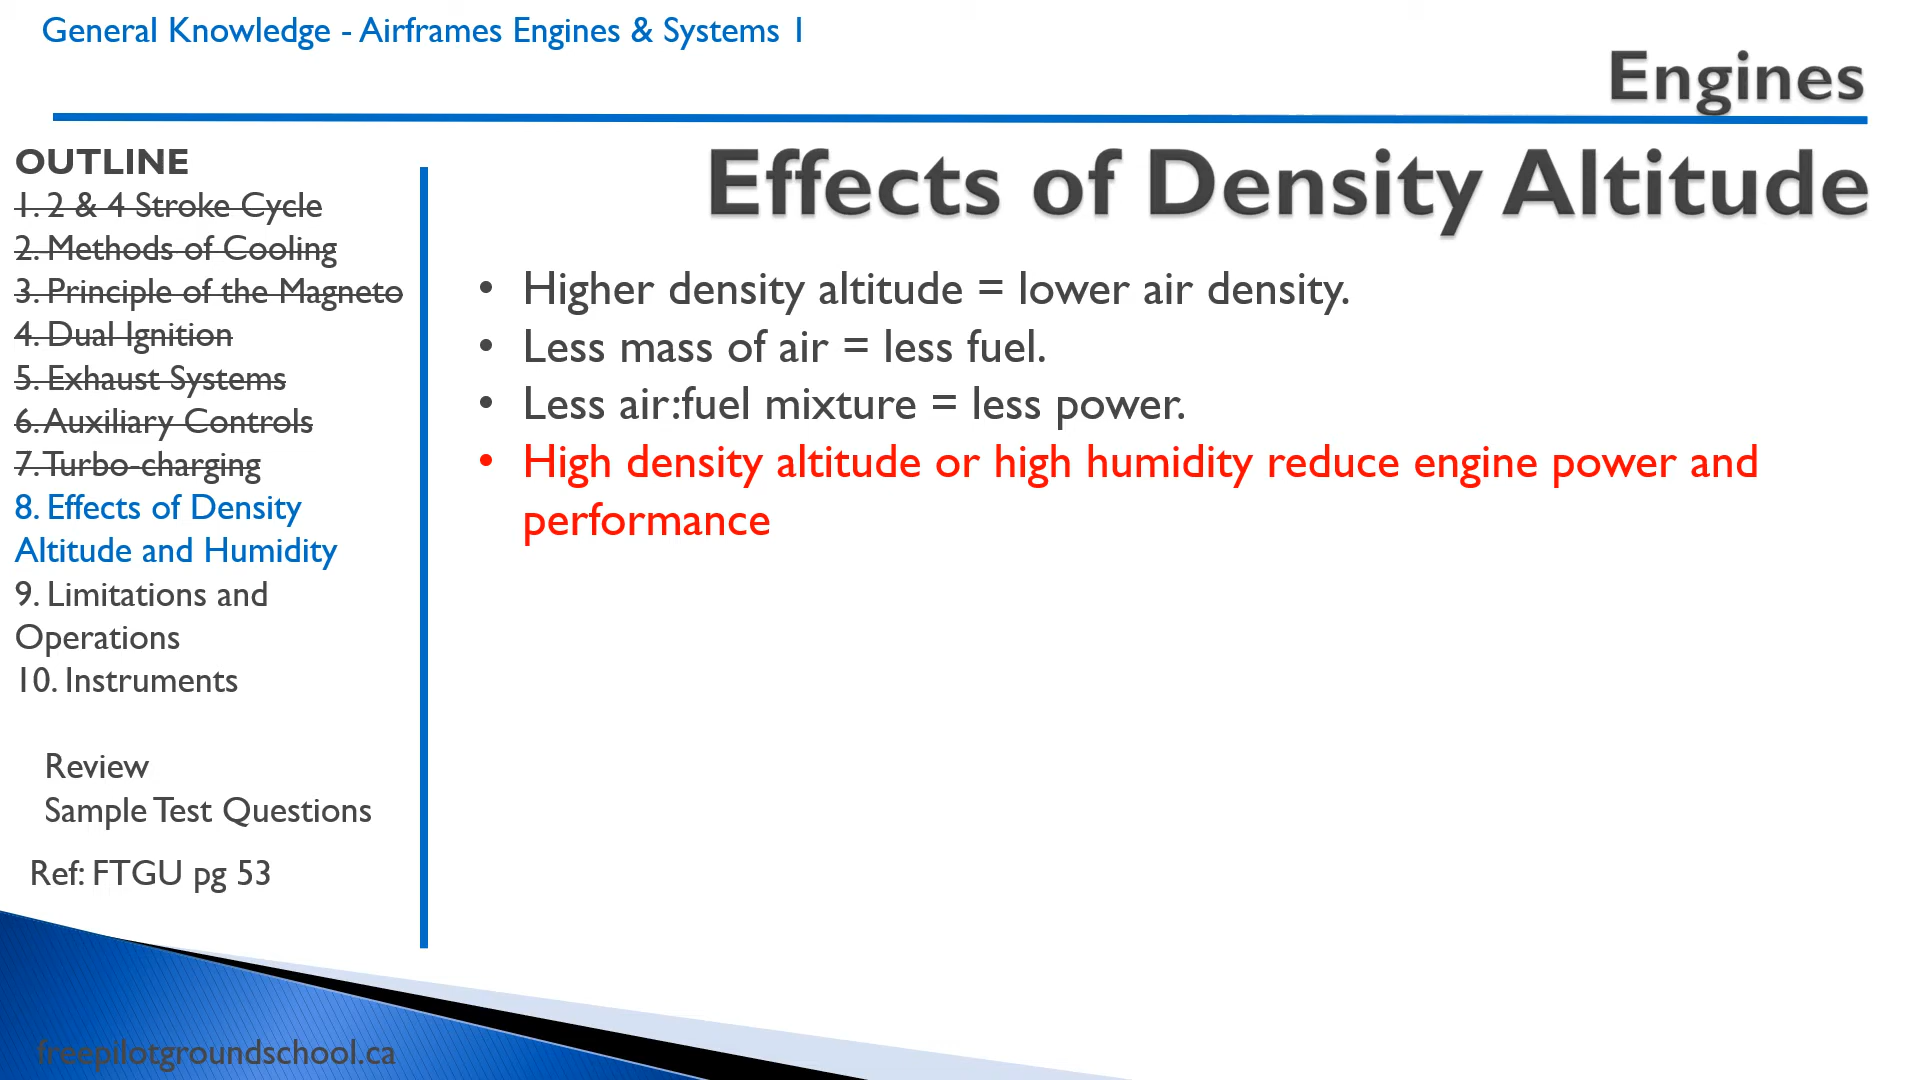 General Knowledge - Airframes Engines & Systems 1
Engines
OUTLINE
1. 2 & 4 Stroke Cycle
2. Methods of Cooling
3. Principle of the Magneto
4. Dual Ignition
5. Exhaust Systems
6. Auxiliary Controls
7. Turbo-charging
8. Effects of Density
Altitude and Humidity
9. Limitations and
Operations
10. Instruments
Review
Sample Test Questions
Ref: FTGU pg 53
Effects of Density Altitude
• Higher density altitude = lower air density.
• Less mass of air = less fuel.
• Less air:fuel mixture = less power.
• High density altitude or high humidity reduce engine power and
performance
freepilotgroundschool.ca